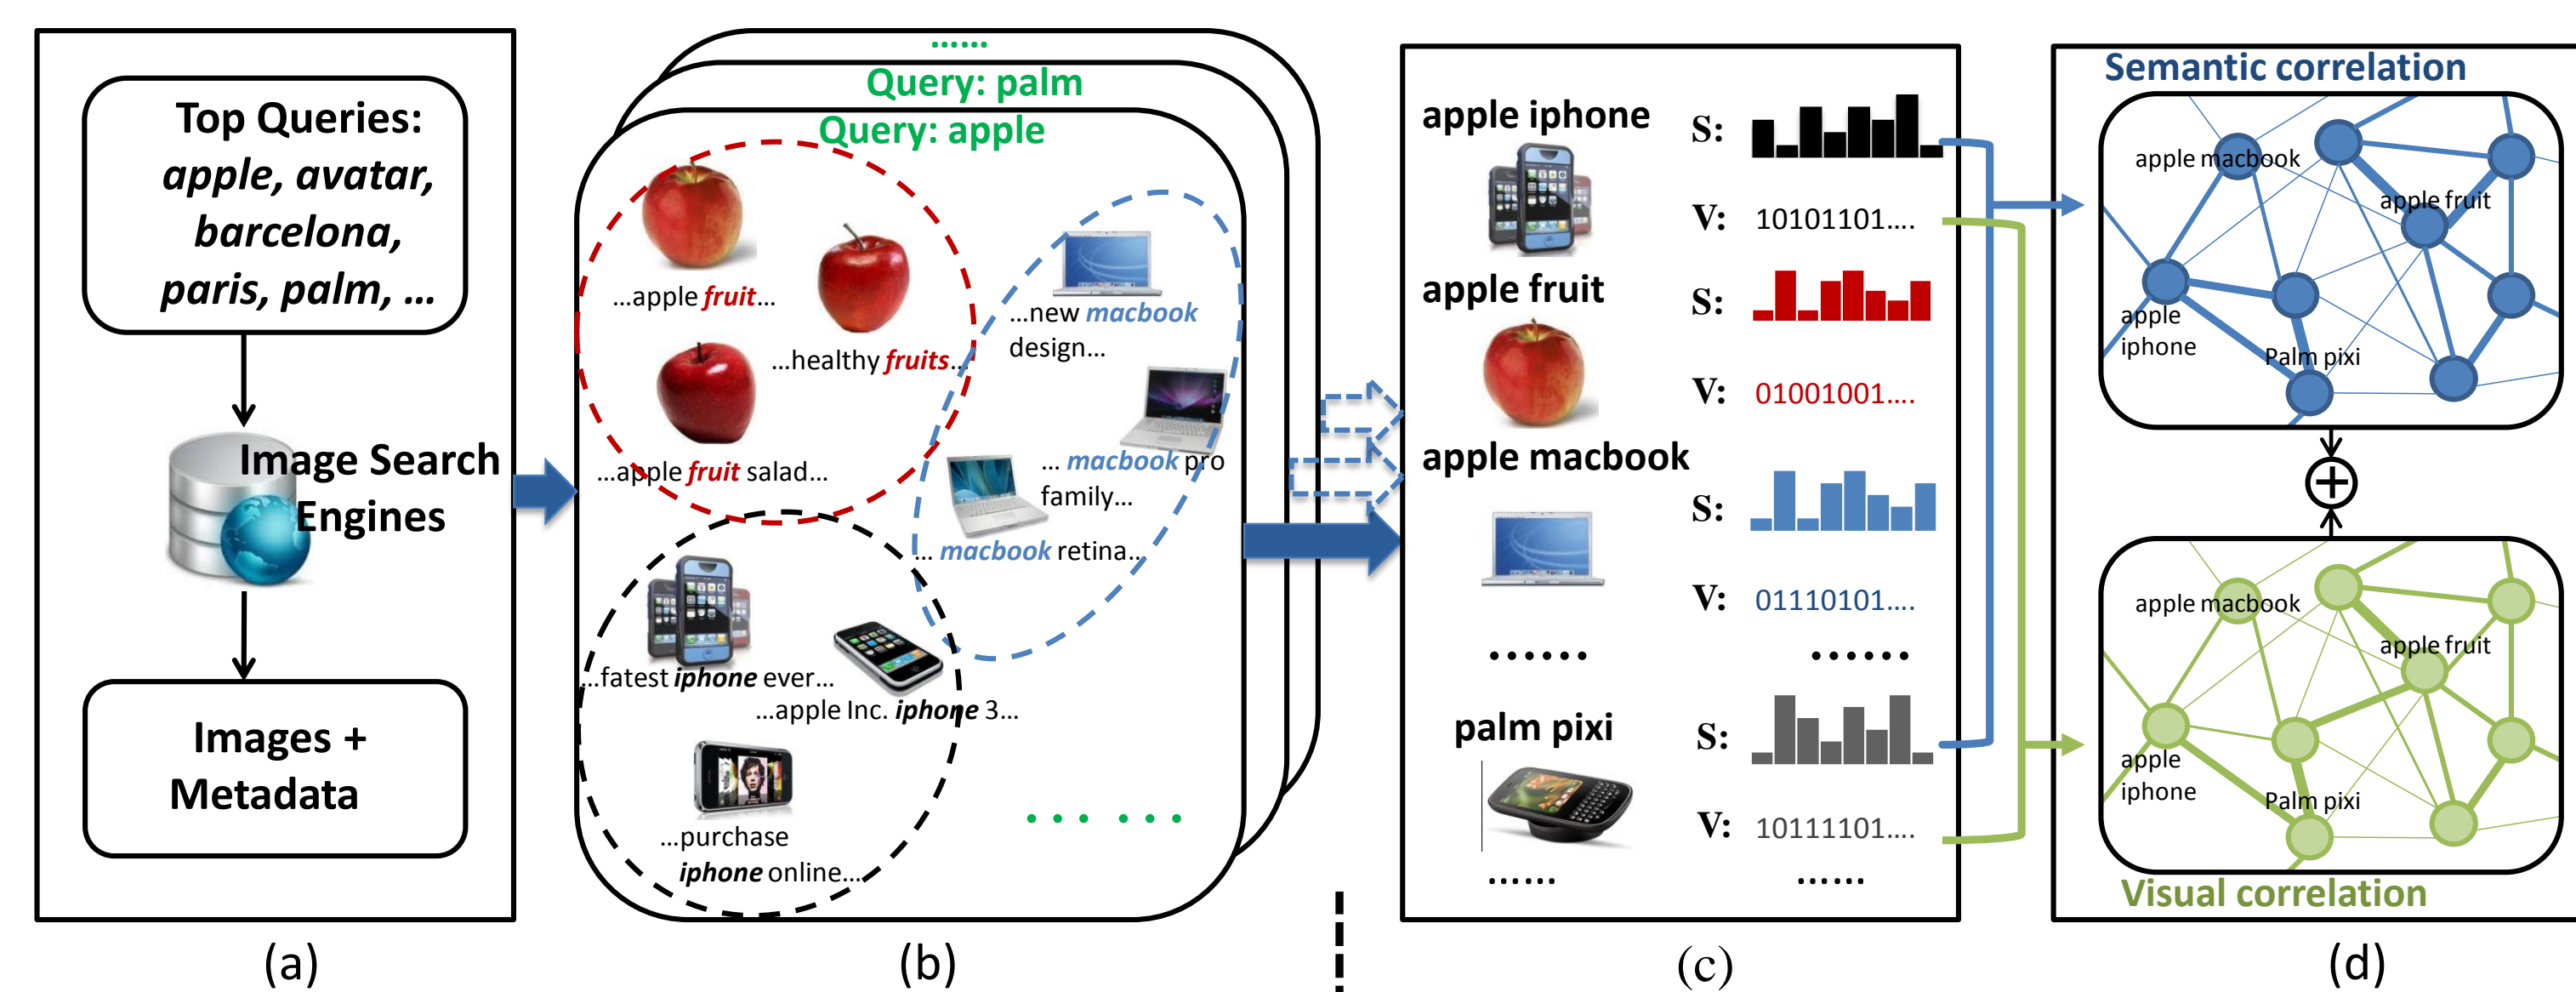 Top Queries:
apple, avatar,
barcelona,
paris, palm, …
Image Search
Engines
Images +
Metadata
(a)
……
Query: palm
Query: apple
…apple fruit…
…healthy fruits…
…apple fruit salad…
…new macbook
design…
… macbook pro
family…
… macbook retina…
…fatest iphone ever…
…apple Inc. iphone 3…
…purchase
iphone online…
… …
(b)
apple iphone
S:
V: 10101101….
apple fruit
S:
V: 01001001….
apple macbook
S:
V: 01110101….
…… ……
palm pixi
S:
V: 10111101….
…… ……
(c)
Semantic correlation
apple macbook
apple fruit
apple
iphone
Palm pixi
apple macbook
apple fruit
apple
iphone
Palm pixi
Visual correlation
(d)